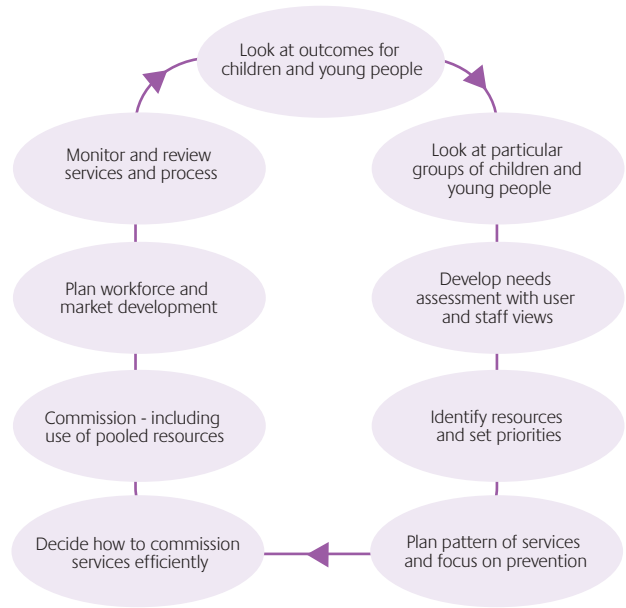 Look at outcomes for
children and young people
Look at particular
groups of children and
young people
Develop needs
assessment with user
and staff views
Identify resources
and set priorities
Plan pattern of services
and focus on prevention
Decide how to commission
services efficiently
Commission - including
use of pooled resources
Plan workforce and
market development
Monitor and review
services and process